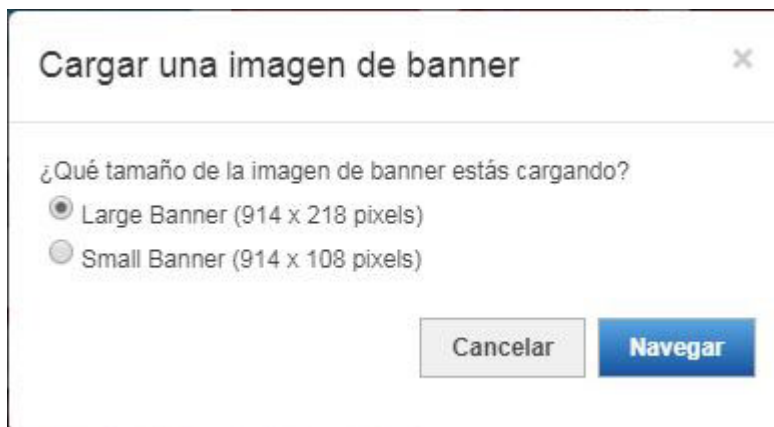 Cargar una imagen de banner
¿Qué tamaño de la imagen de banner estás cargando?
Large Banner (914 x 218 pixels)
Small Banner (914 x 108 pixels)
Cancelar
Navegar